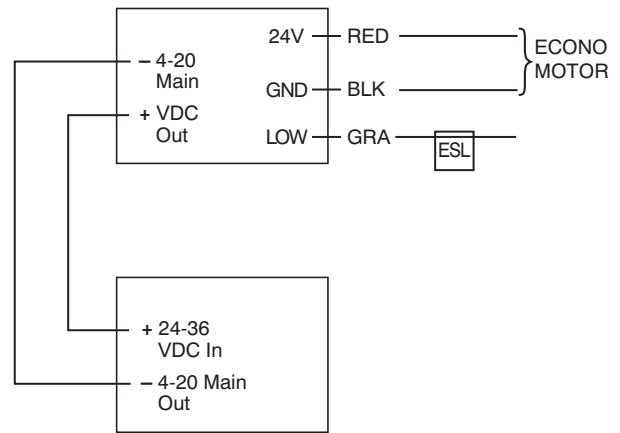 24V RED
– 4-20
Main
GND BLK
ECONO
MOTOR
+ VDC
Out
LOW GRA
ESL
+ 24-36
VDC In
– 4-20 Main
Out